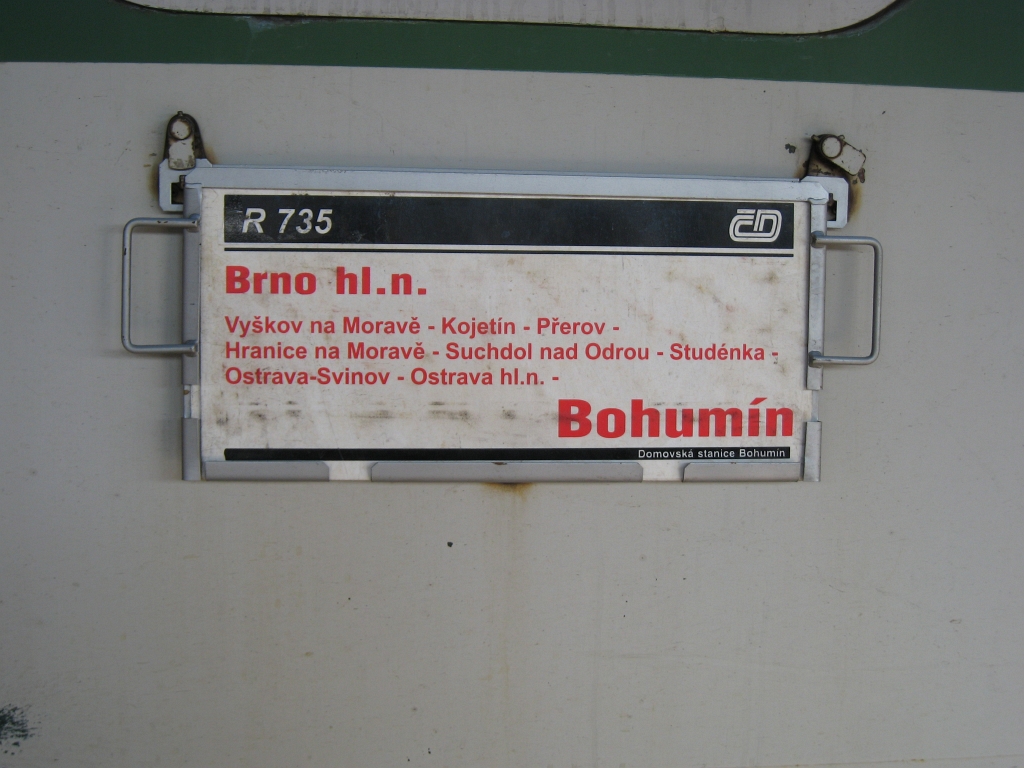 R 735 ČD
Brno hl.n.
Vyškov na Moravě - Kojetín - Přerov -
Hranice na Moravě - Suchdol nad Odrou - Studénka -
Ostrava-Svinov - Ostrava hl.n. -
Bohumín
Domovská stanice Bohumín